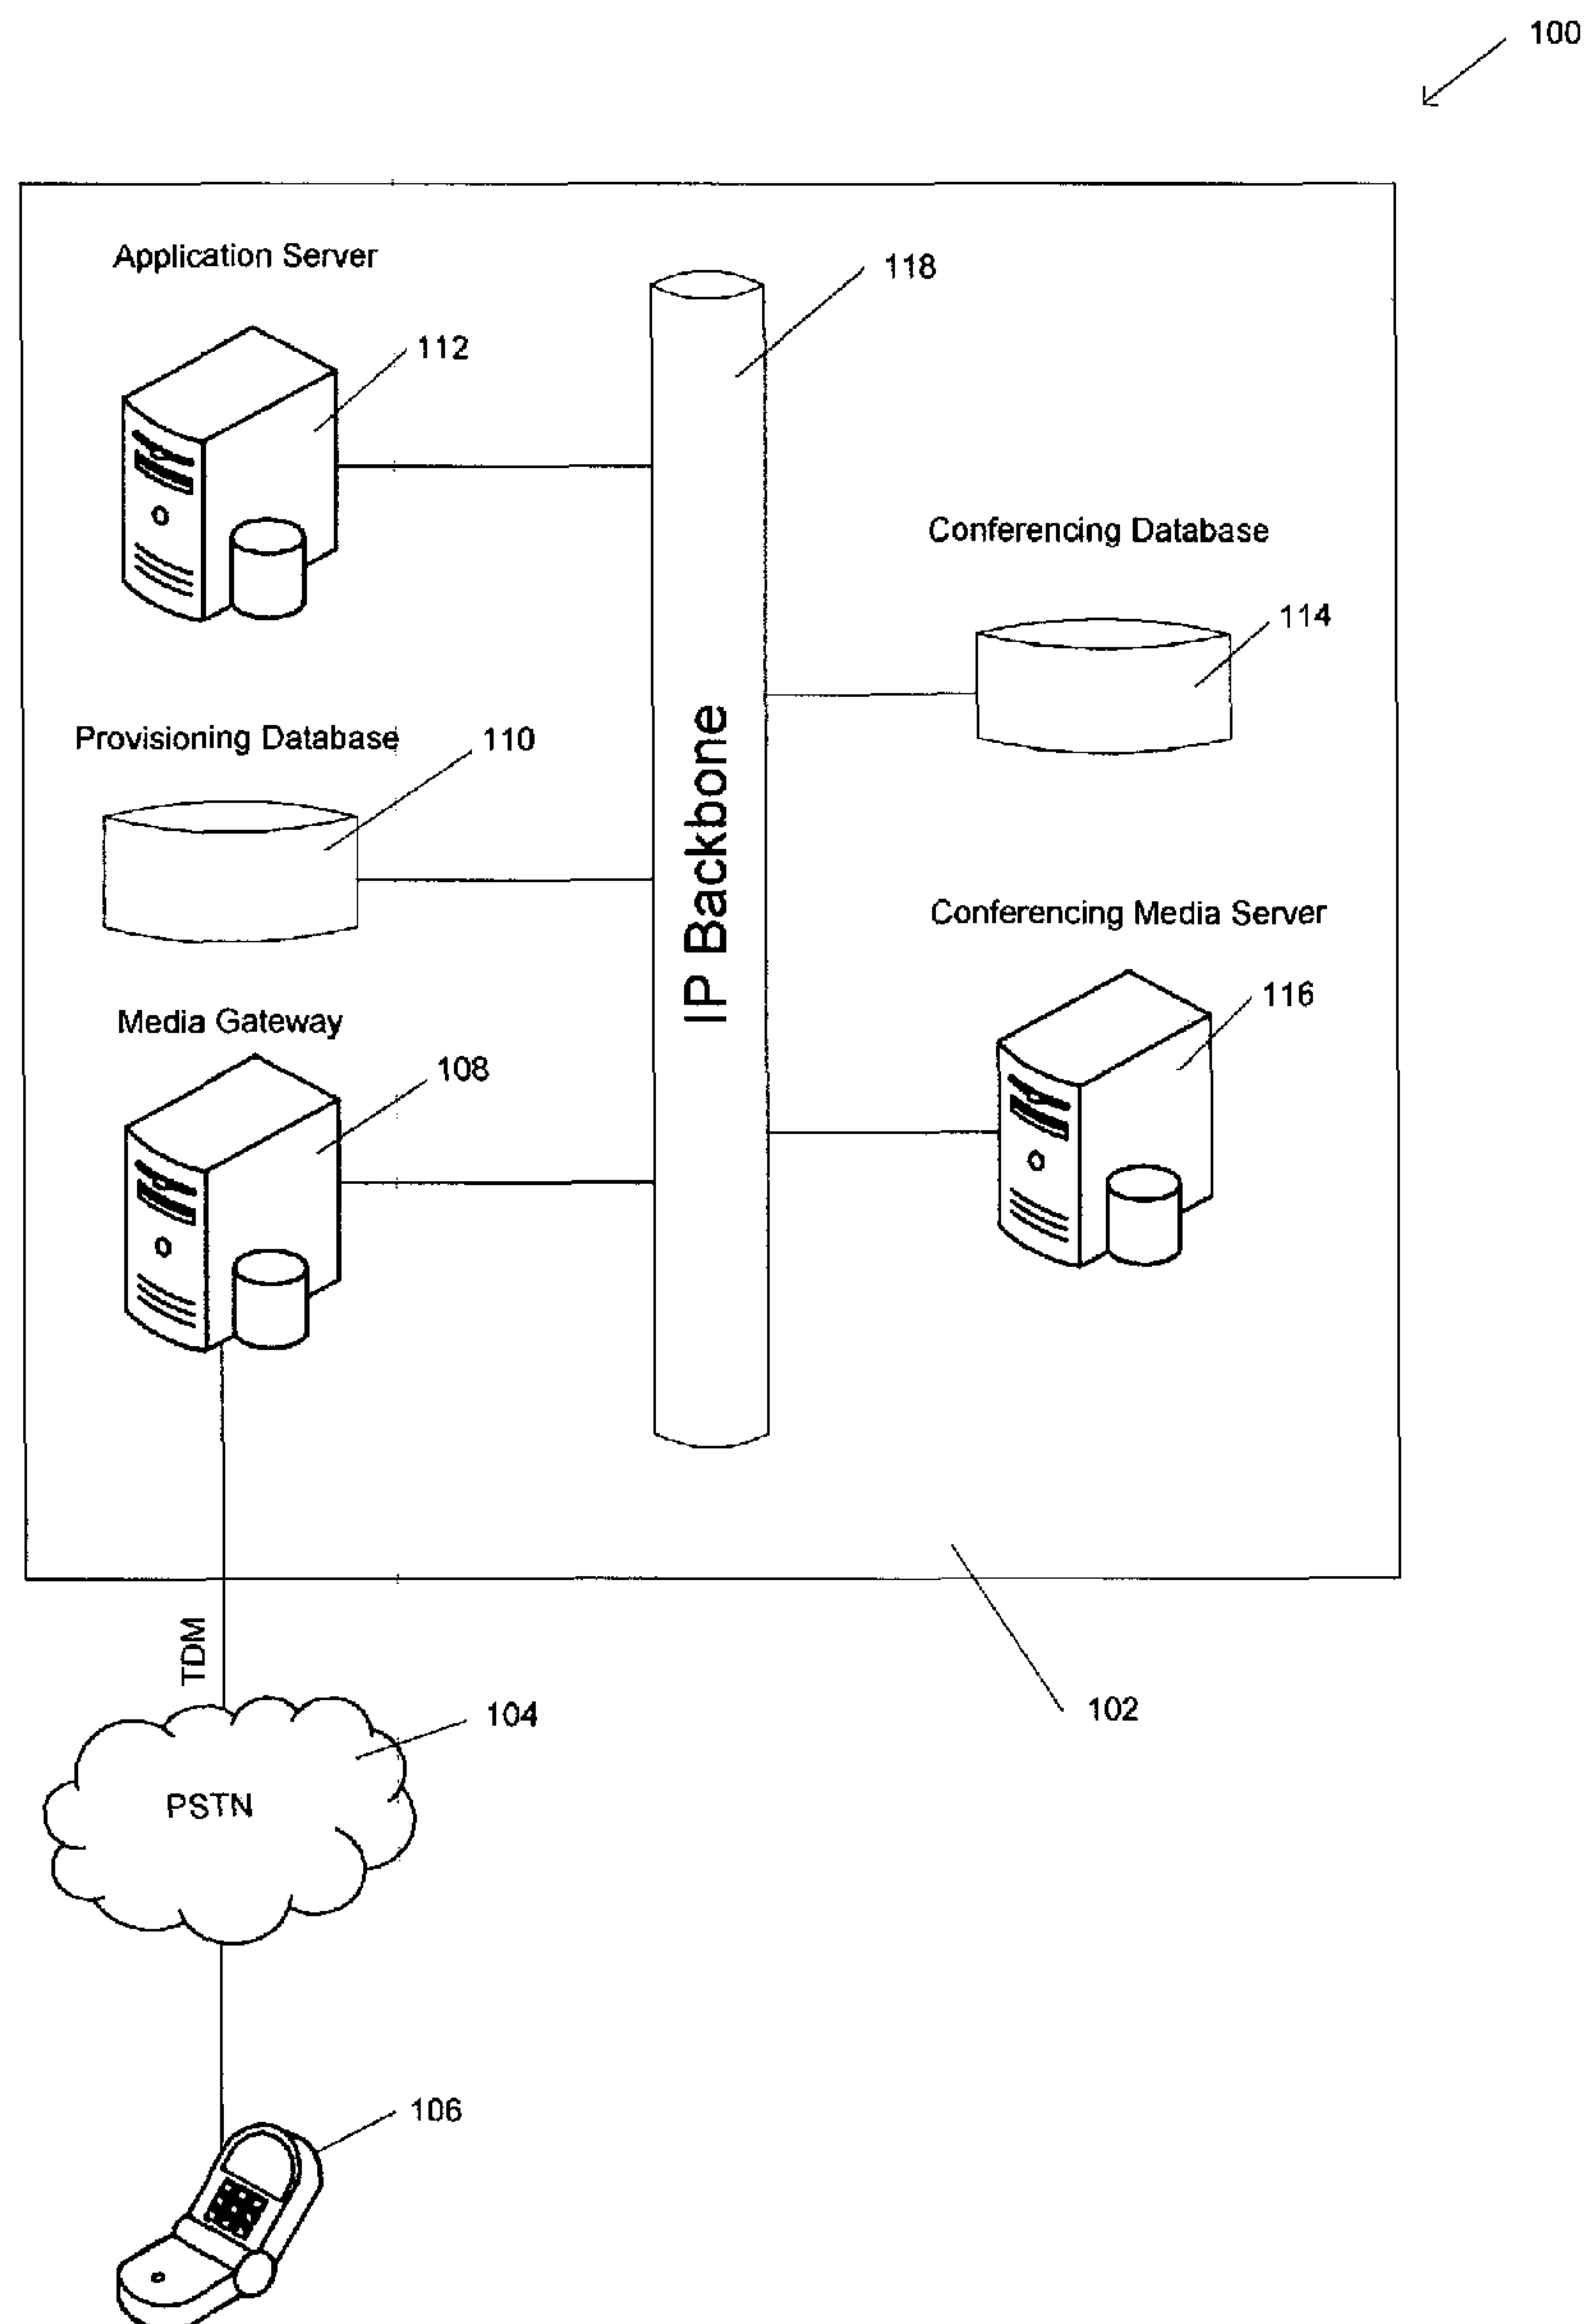 100
Application Server
118
112
Conferencing Database
114
Provisioning Database
110
IP Backbone
Conferencing Media Server
116
Media Gateway
108
TDM
102
104
PSTN
106